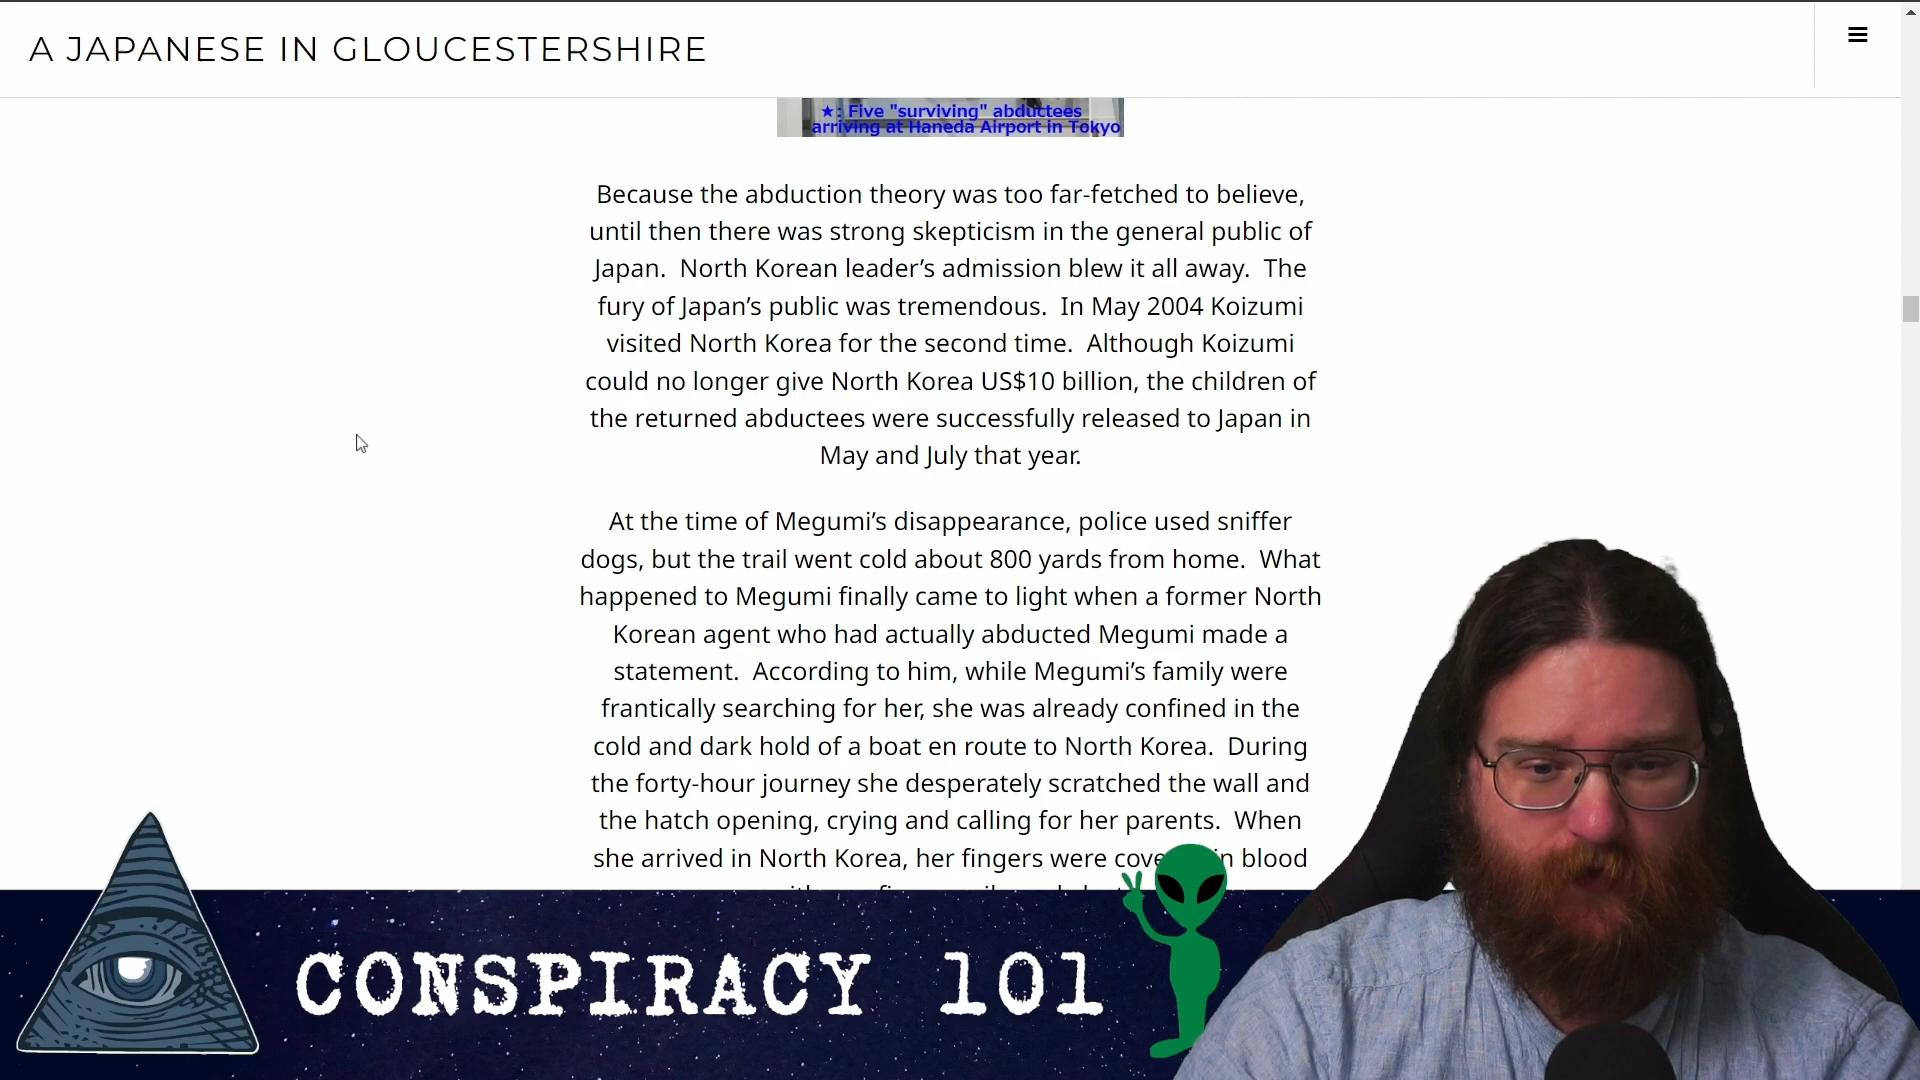 A JAPANESE IN GLOUCESTERSHIRE
★: Five "surviving" abductees
arriving at Haneda Airport in Tokyo
Because the abduction theory was too far-fetched to believe,
until then there was strong skepticism in the general public of
Japan.  North Korean leader’s admission blew it all away.  The
fury of Japan’s public was tremendous.  In May 2004 Koizumi
visited North Korea for the second time.  Although Koizumi
could no longer give North Korea US$10 billion, the children of
the returned abductees were successfully released to Japan in
May and July that year.
At the time of Megumi’s disappearance, police used sniffer
dogs, but the trail went cold about 800 yards from home.  What
happened to Megumi finally came to light when a former North
Korean agent who had actually abducted Megumi made a
statement.  According to him, while Megumi’s family were
frantically searching for her, she was already confined in the
cold and dark hold of a boat en route to North Korea.  During
the forty-hour journey she desperately scratched the wall and
the hatch opening, crying and calling for her parents.  When
she arrived in North Korea, her fingers were in blood
CONSPIRACY 101